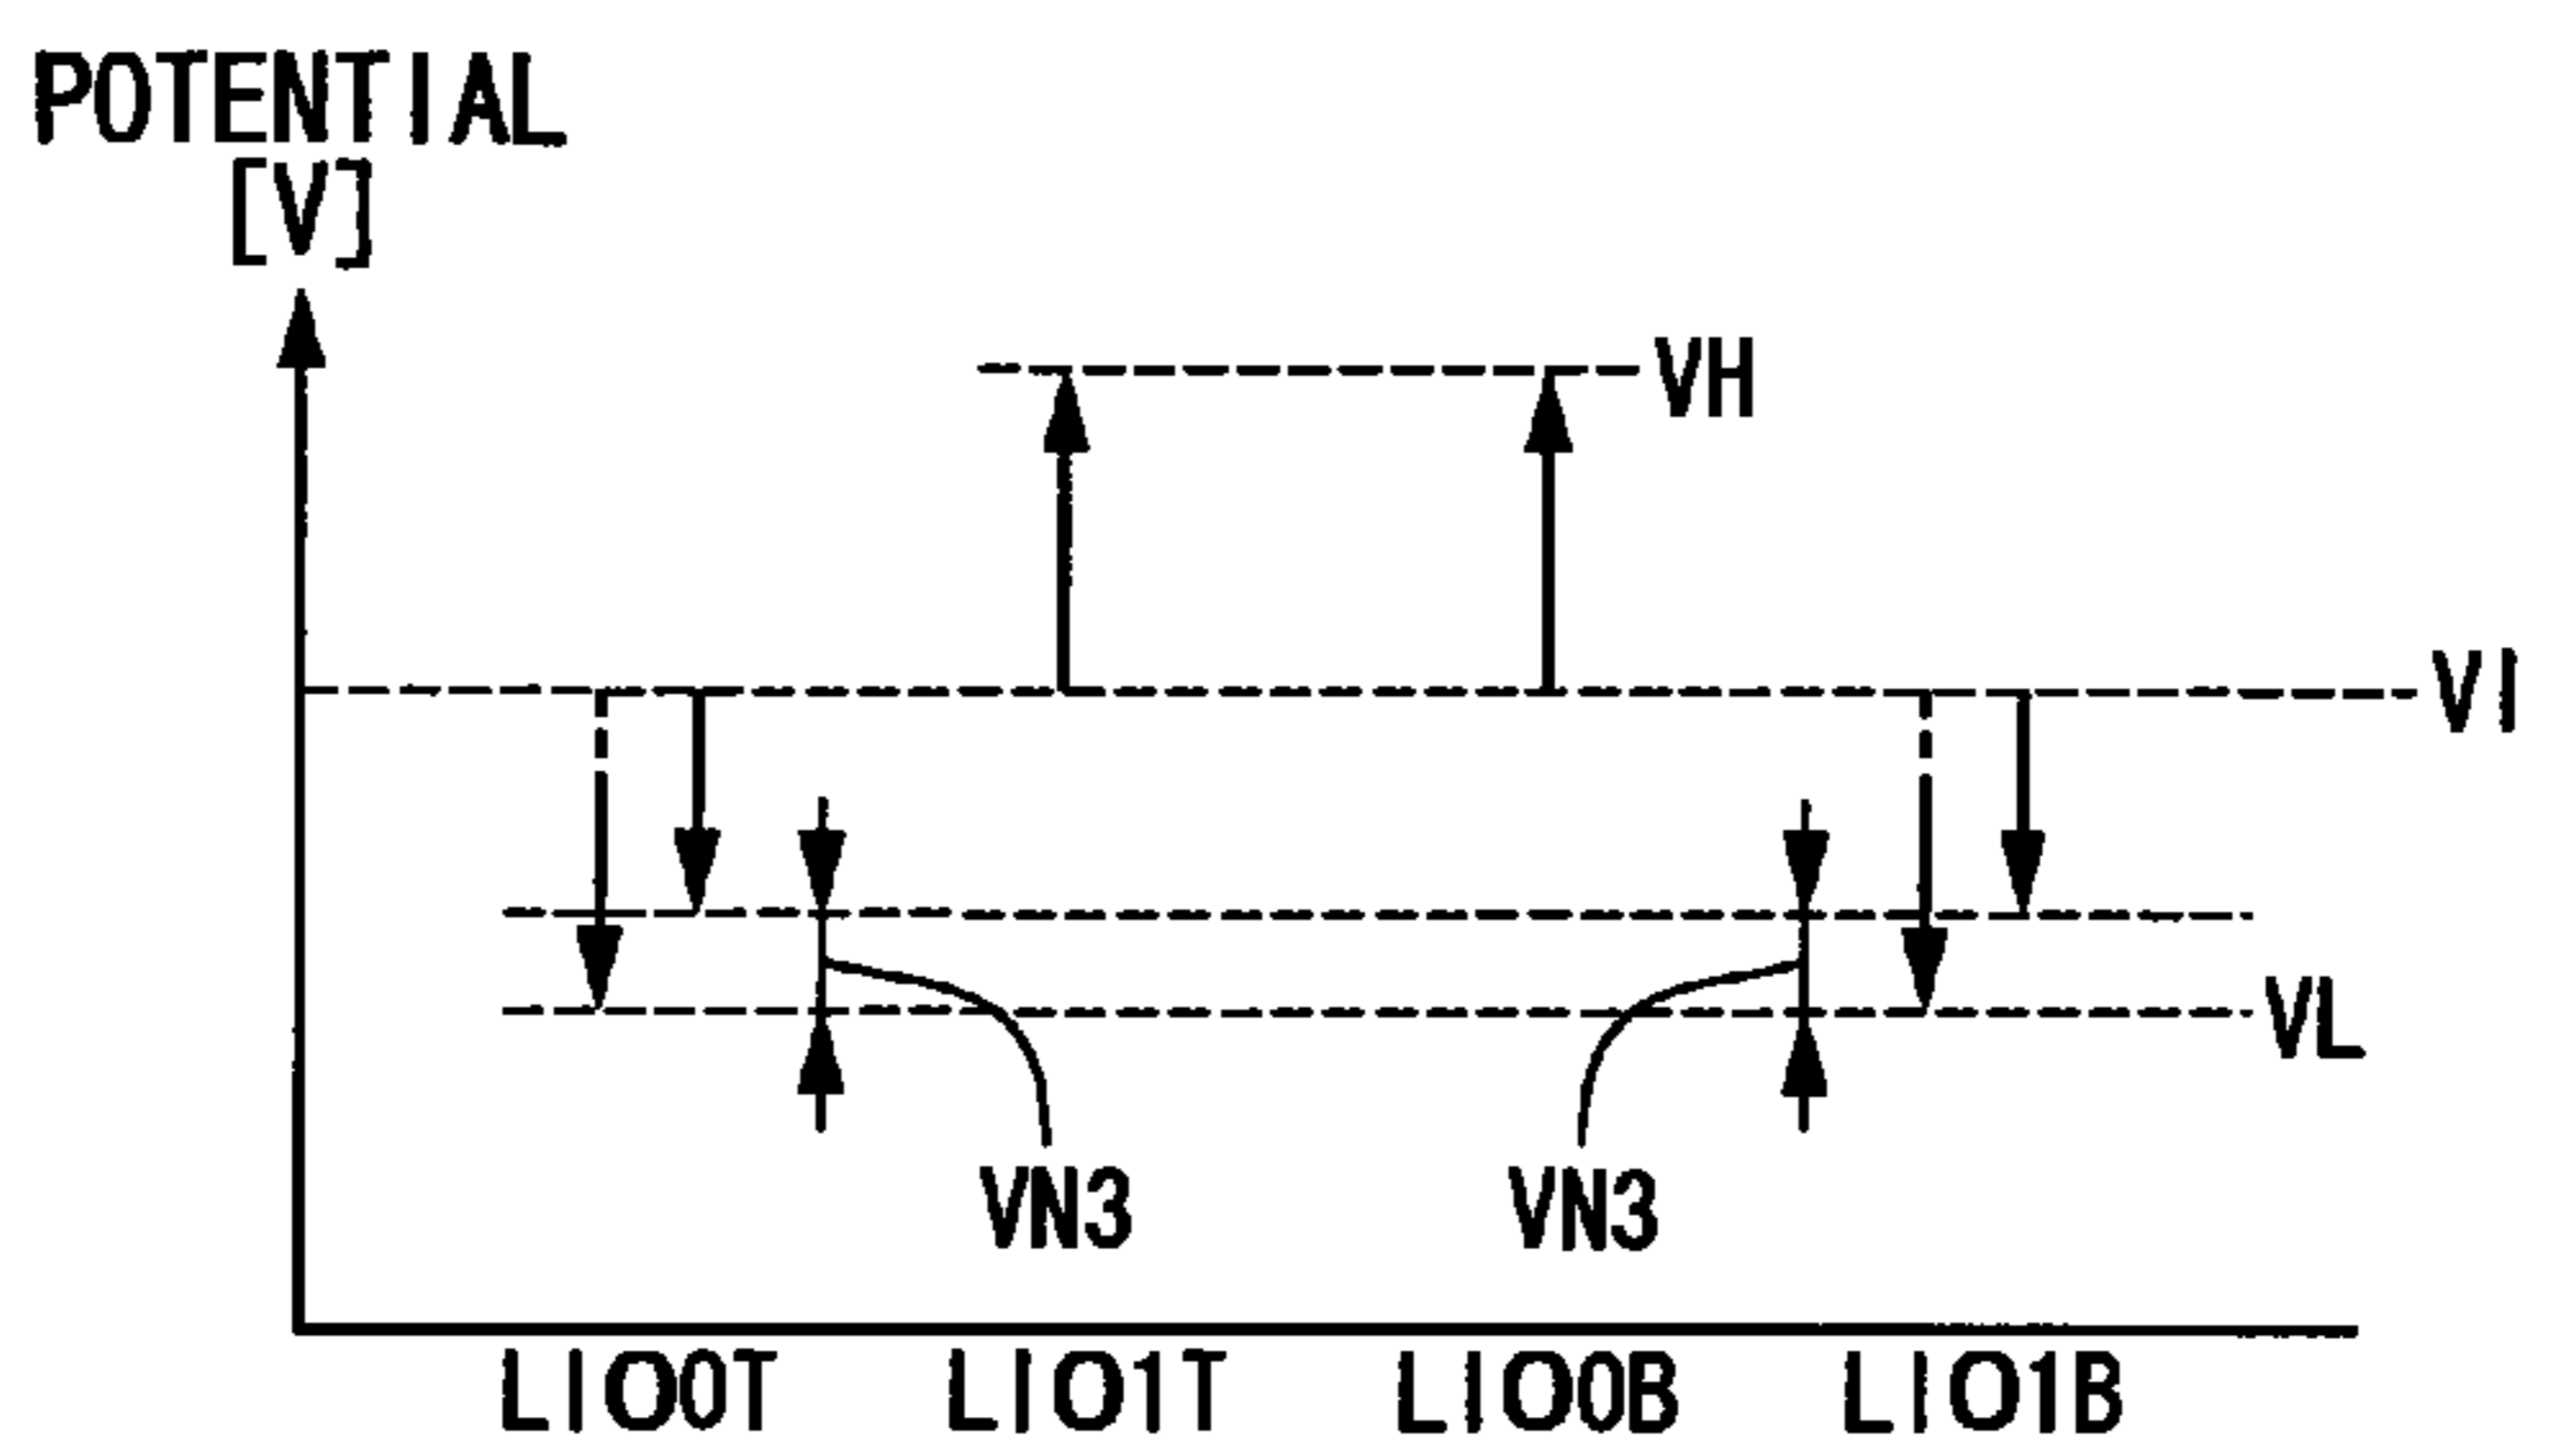 POTENTIAL
[V]
VH
VI
VL
VN3 VN3
LIO0T LIO1T LIO0B LIO1B